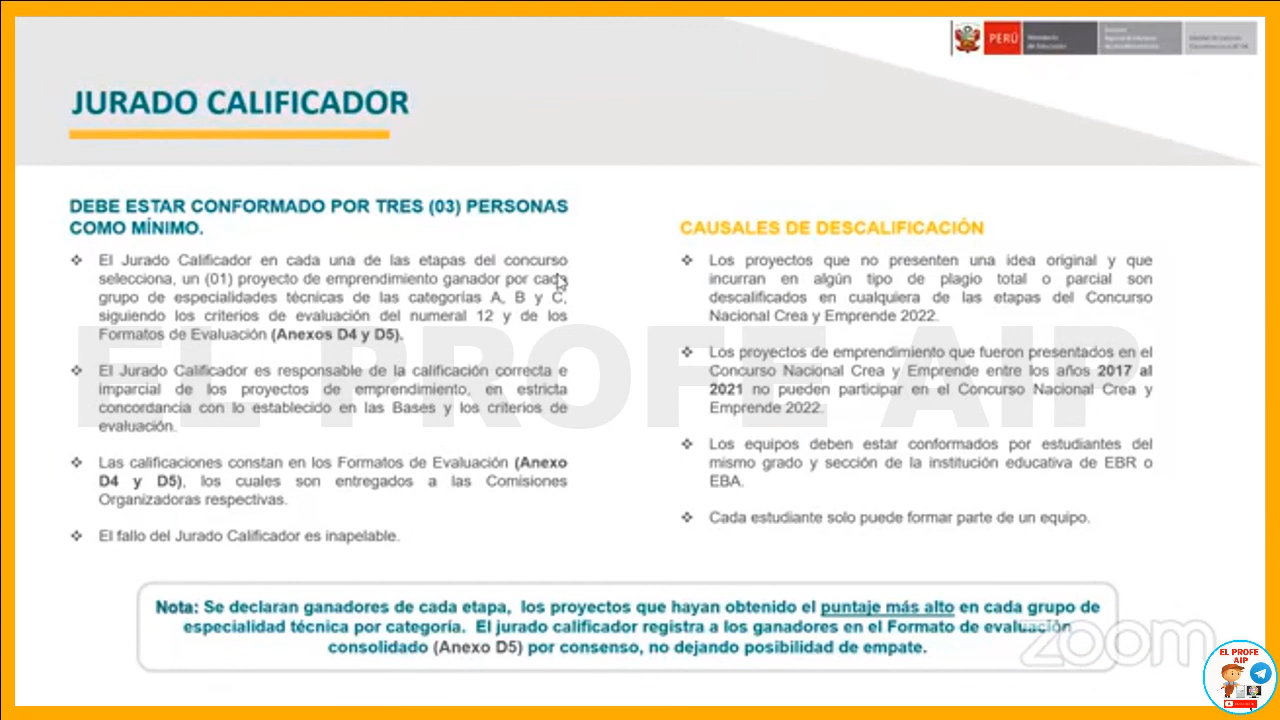 PERÚ
Ministerio
de Educación
JURADO CALIFICADOR
DEBE ESTAR CONFORMADO POR TRES (03) PERSONAS
COMO MÍNIMO.
❖ El Jurado Calificador en cada una de las etapas del concurso
selecciona, un (01) proyecto de emprendimiento ganador por cada
grupo de especialidades técnicas de las categorías A, B y C,
siguiendo los criterios de evaluación del numeral 12 y de los
Formatos de Evaluación (Anexos D4 y D5).
❖ El Jurado Calificador es responsable de la calificación correcta e
imparcial de los proyectos de emprendimiento, en estricta
concordancia con lo establecido en las Bases y los criterios de
evaluación.
❖ Las calificaciones constan en los Formatos de Evaluación (Anexo
D4 y D5), los cuales son entregados a las Comisiones
Organizadoras respectivas.
❖ El fallo del Jurado Calificador es inapelable.
CAUSALES DE DESCALIFICACIÓN
❖ Los proyectos que no presenten una idea original y que
incurran en algún tipo de plagio total o parcial son
descalificados en cualquiera de las etapas del Concurso
Nacional Crea y Emprende 2022.
❖ Los proyectos de emprendimiento que fueron presentados en el
Concurso Nacional Crea y Emprende entre los años 2017 al
2021 no pueden participar en el Concurso Nacional Crea y
Emprende 2022.
❖ Los equipos deben estar conformados por estudiantes del
mismo grado y sección de la institución educativa de EBR o
EBA.
❖ Cada estudiante solo puede formar parte de un equipo.
EL PROFE AIP
Nota: Se declaran ganadores de cada etapa, los proyectos que hayan obtenido el puntaje más alto en cada grupo de
especialidad técnica por categoría. El jurado calificador registra a los ganadores en el Formato de evaluación
consolidado (Anexo D5) por consenso, no dejando posibilidad de empate.
zoom
EL PROFE
AIP